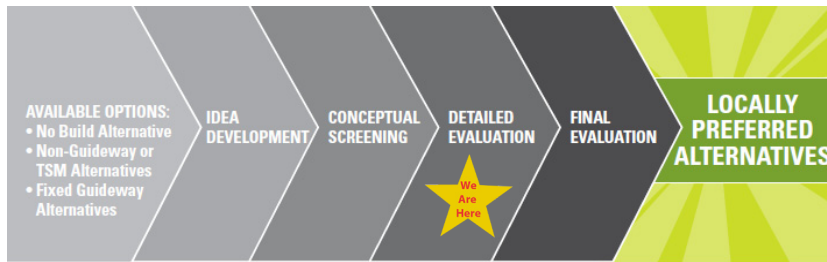 AVAILABLE OPTIONS:
• No Build Alternative
• Non-Guideway or
TSM Alternatives
• Fixed Guideway
Alternatives
IDEA
DEVELOPMENT
CONCEPTUAL
SCREENING
DETAILED
EVALUATION
We
Are
Here
FINAL
EVALUATION
LOCALLY
PREFERRED
ALTERNATIVES